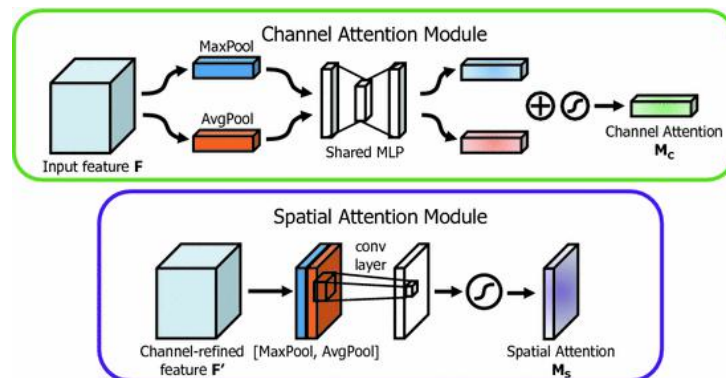 Channel Attention Module
MaxPool
AvgPool
Input feature F
Shared MLP
Channel Attention
Mc
Spatial Attention Module
conv
layer
Channel-refined
feature F'
[MaxPool, AvgPool]
Spatial Attention
Ms